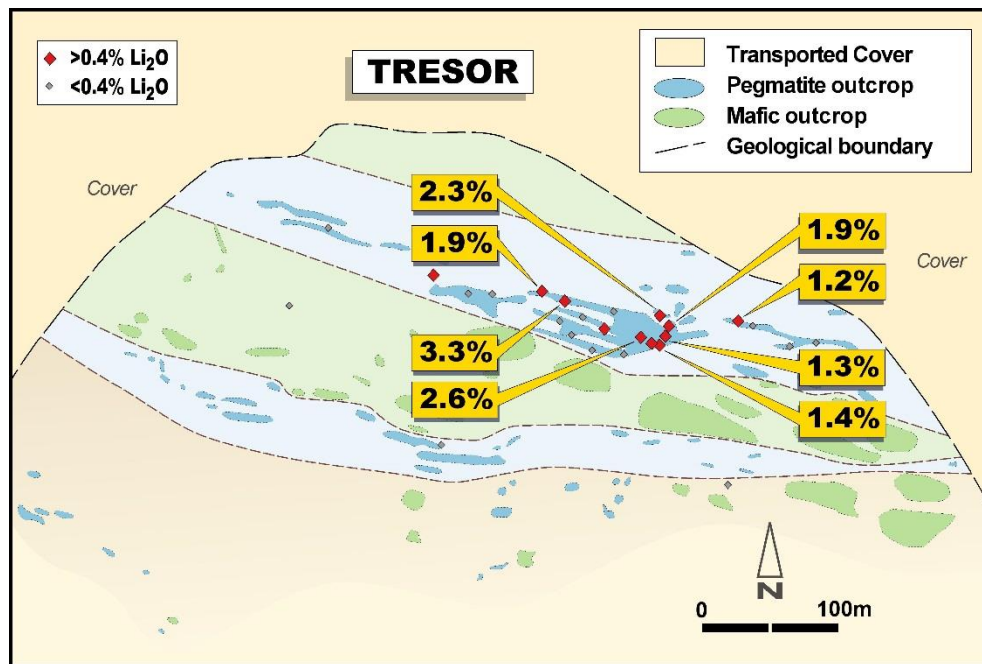 >0.4% Li₂O
<0.4% Li₂O
TRESOR
Transported Cover
Pegmatite outcrop
Mafic outcrop
Geological boundary
Cover
2.3%
1.9%
1.9%
Cover
1.2%
3.3%
1.3%
2.6%
1.4%
N
0
100m